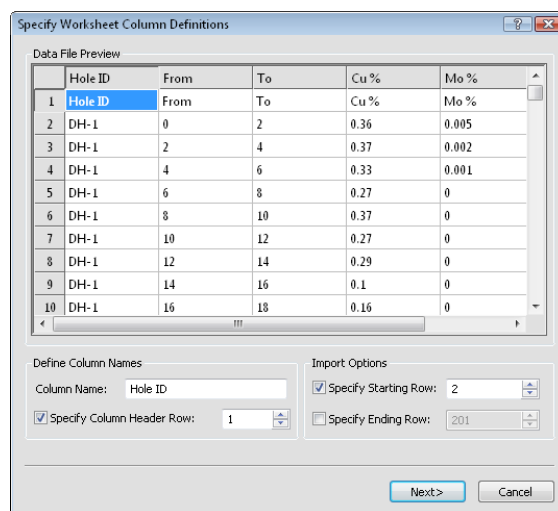 Specify Worksheet Column Definitions
Data File Preview
Hole ID From To Cu % Mo %
1 Hole ID From To Cu % Mo %
2 DH-1 0 2 0.36 0.005
3 DH-1 2 4 0.37 0.002
4 DH-1 4 6 0.33 0.001
5 DH-1 6 8 0.27 0
6 DH-1 8 10 0.37 0
7 DH-1 10 12 0.27 0
8 DH-1 12 14 0.29 0
9 DH-1 14 16 0.1 0
10 DH-1 16 18 0.16 0
Define Column Names Import Options
Column Name: Hole ID Specify Starting Row: 2
Specify Column Header Row: 1 Specify Ending Row: 201
Next> Cancel